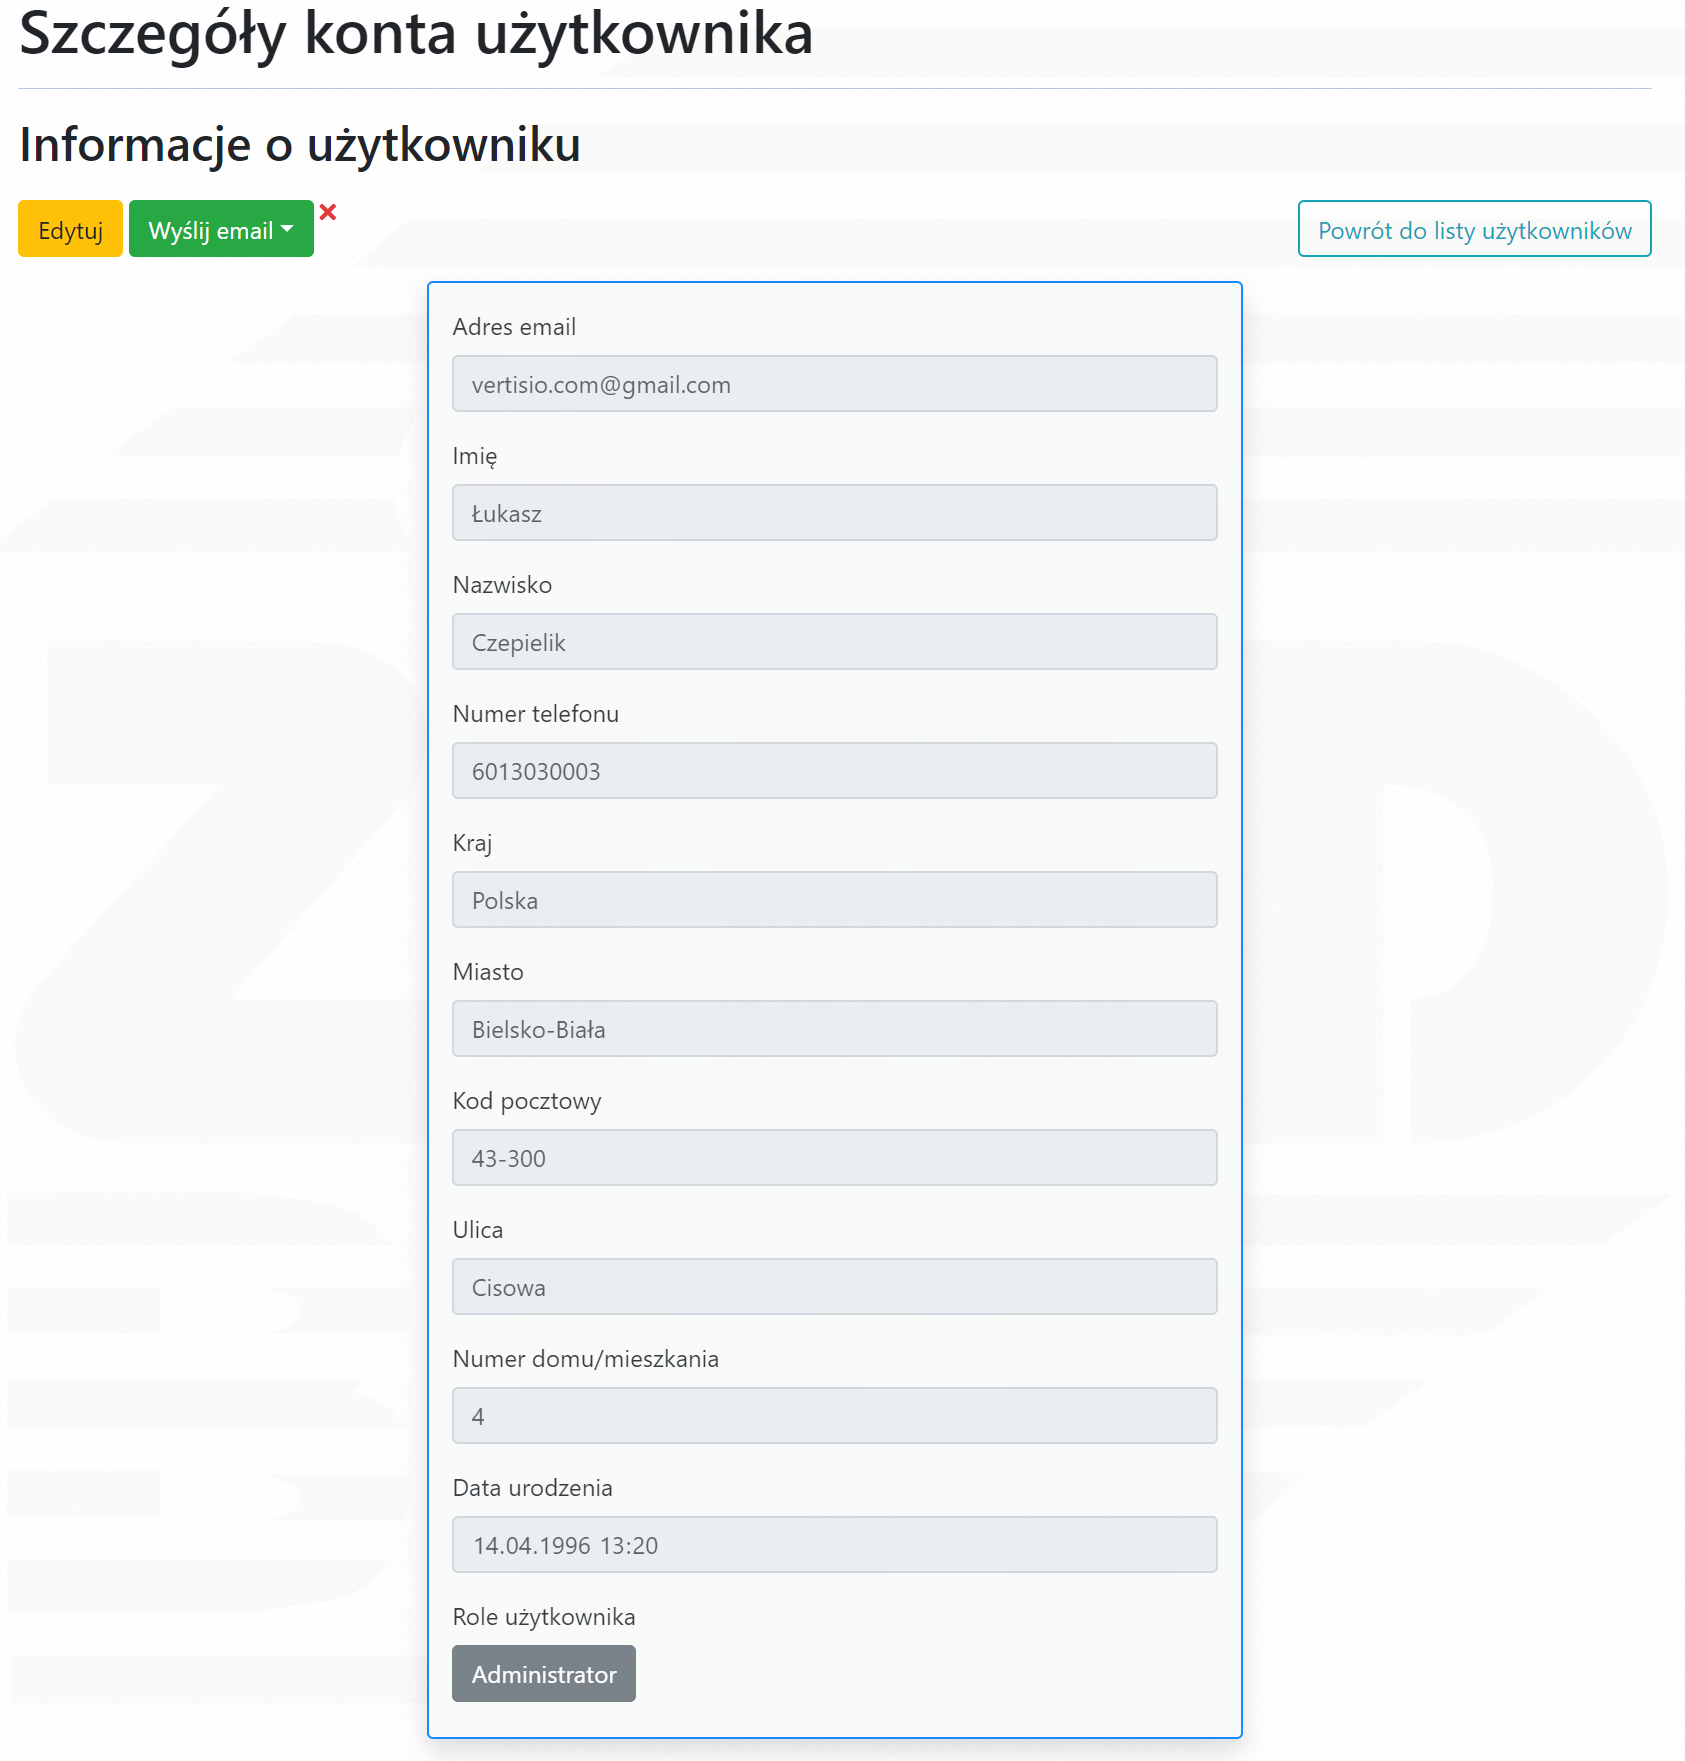 Szczegóły konta użytkownika
Informacje o użytkowniku
Edytuj Wyślij email Powrót do listy użytkowników
Adres email
vertisio.com@gmail.com
Imię
Łukasz
Nazwisko
Czepielik
Numer telefonu
6013030003
Kraj
Polska
Miasto
Bielsko-Biała
Kod pocztowy
43-300
Ulica
Cisowa
Numer domu/mieszkania
4
Data urodzenia
14.04.1996 13:20
Role użytkownika
Administrator